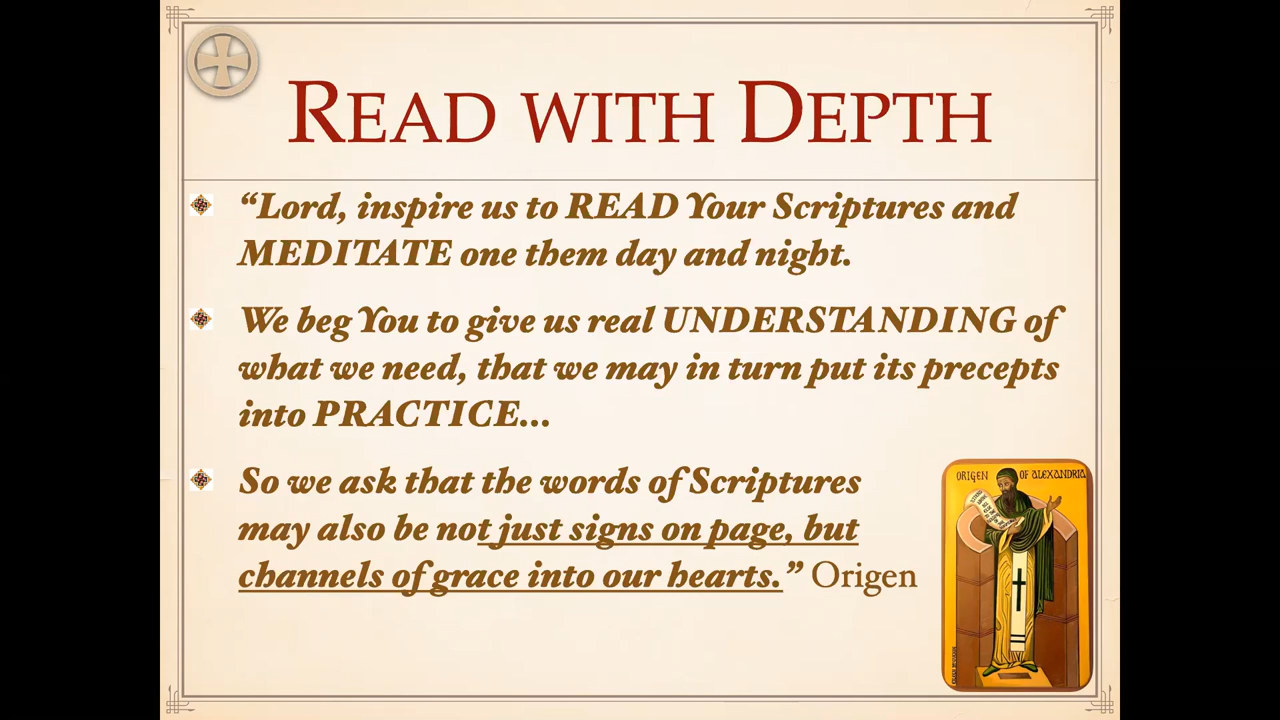 READ WITH DEPTH
“Lord, inspire us to READ Your Scriptures and
MEDITATE one them day and night.
We beg You to give us real UNDERSTANDING of
what we need, that we may in turn put its precepts
into PRACTICE...
So we ask that the words of Scriptures
may also be not just signs on page, but
channels of grace into our hearts.” Origen
ORIGEN OF ALEXANDRIA